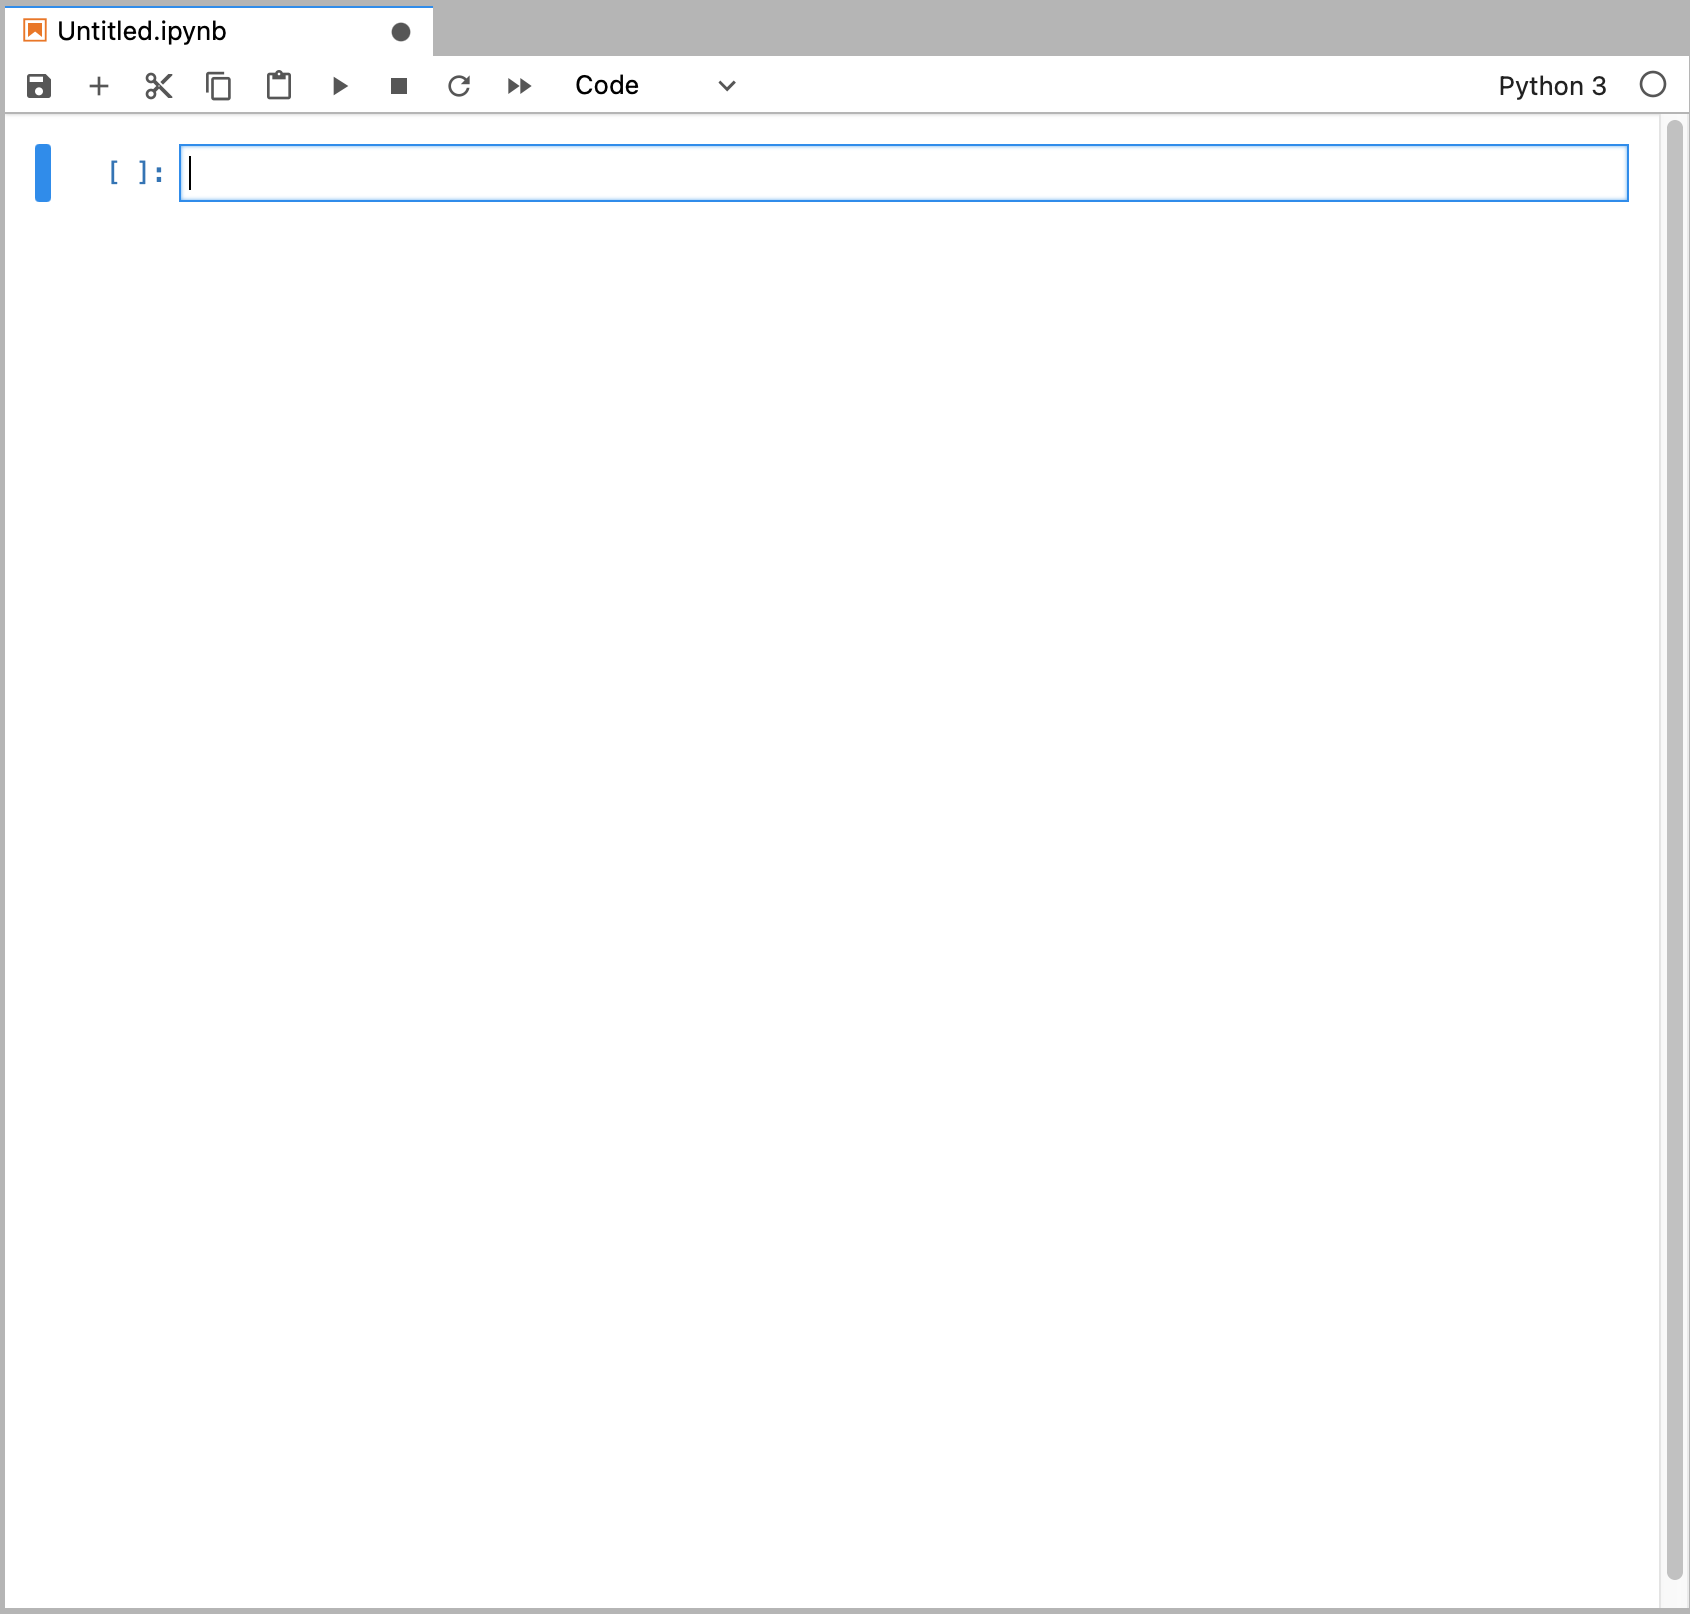 Untitled.ipynb
Code
Python 3
[ ]: